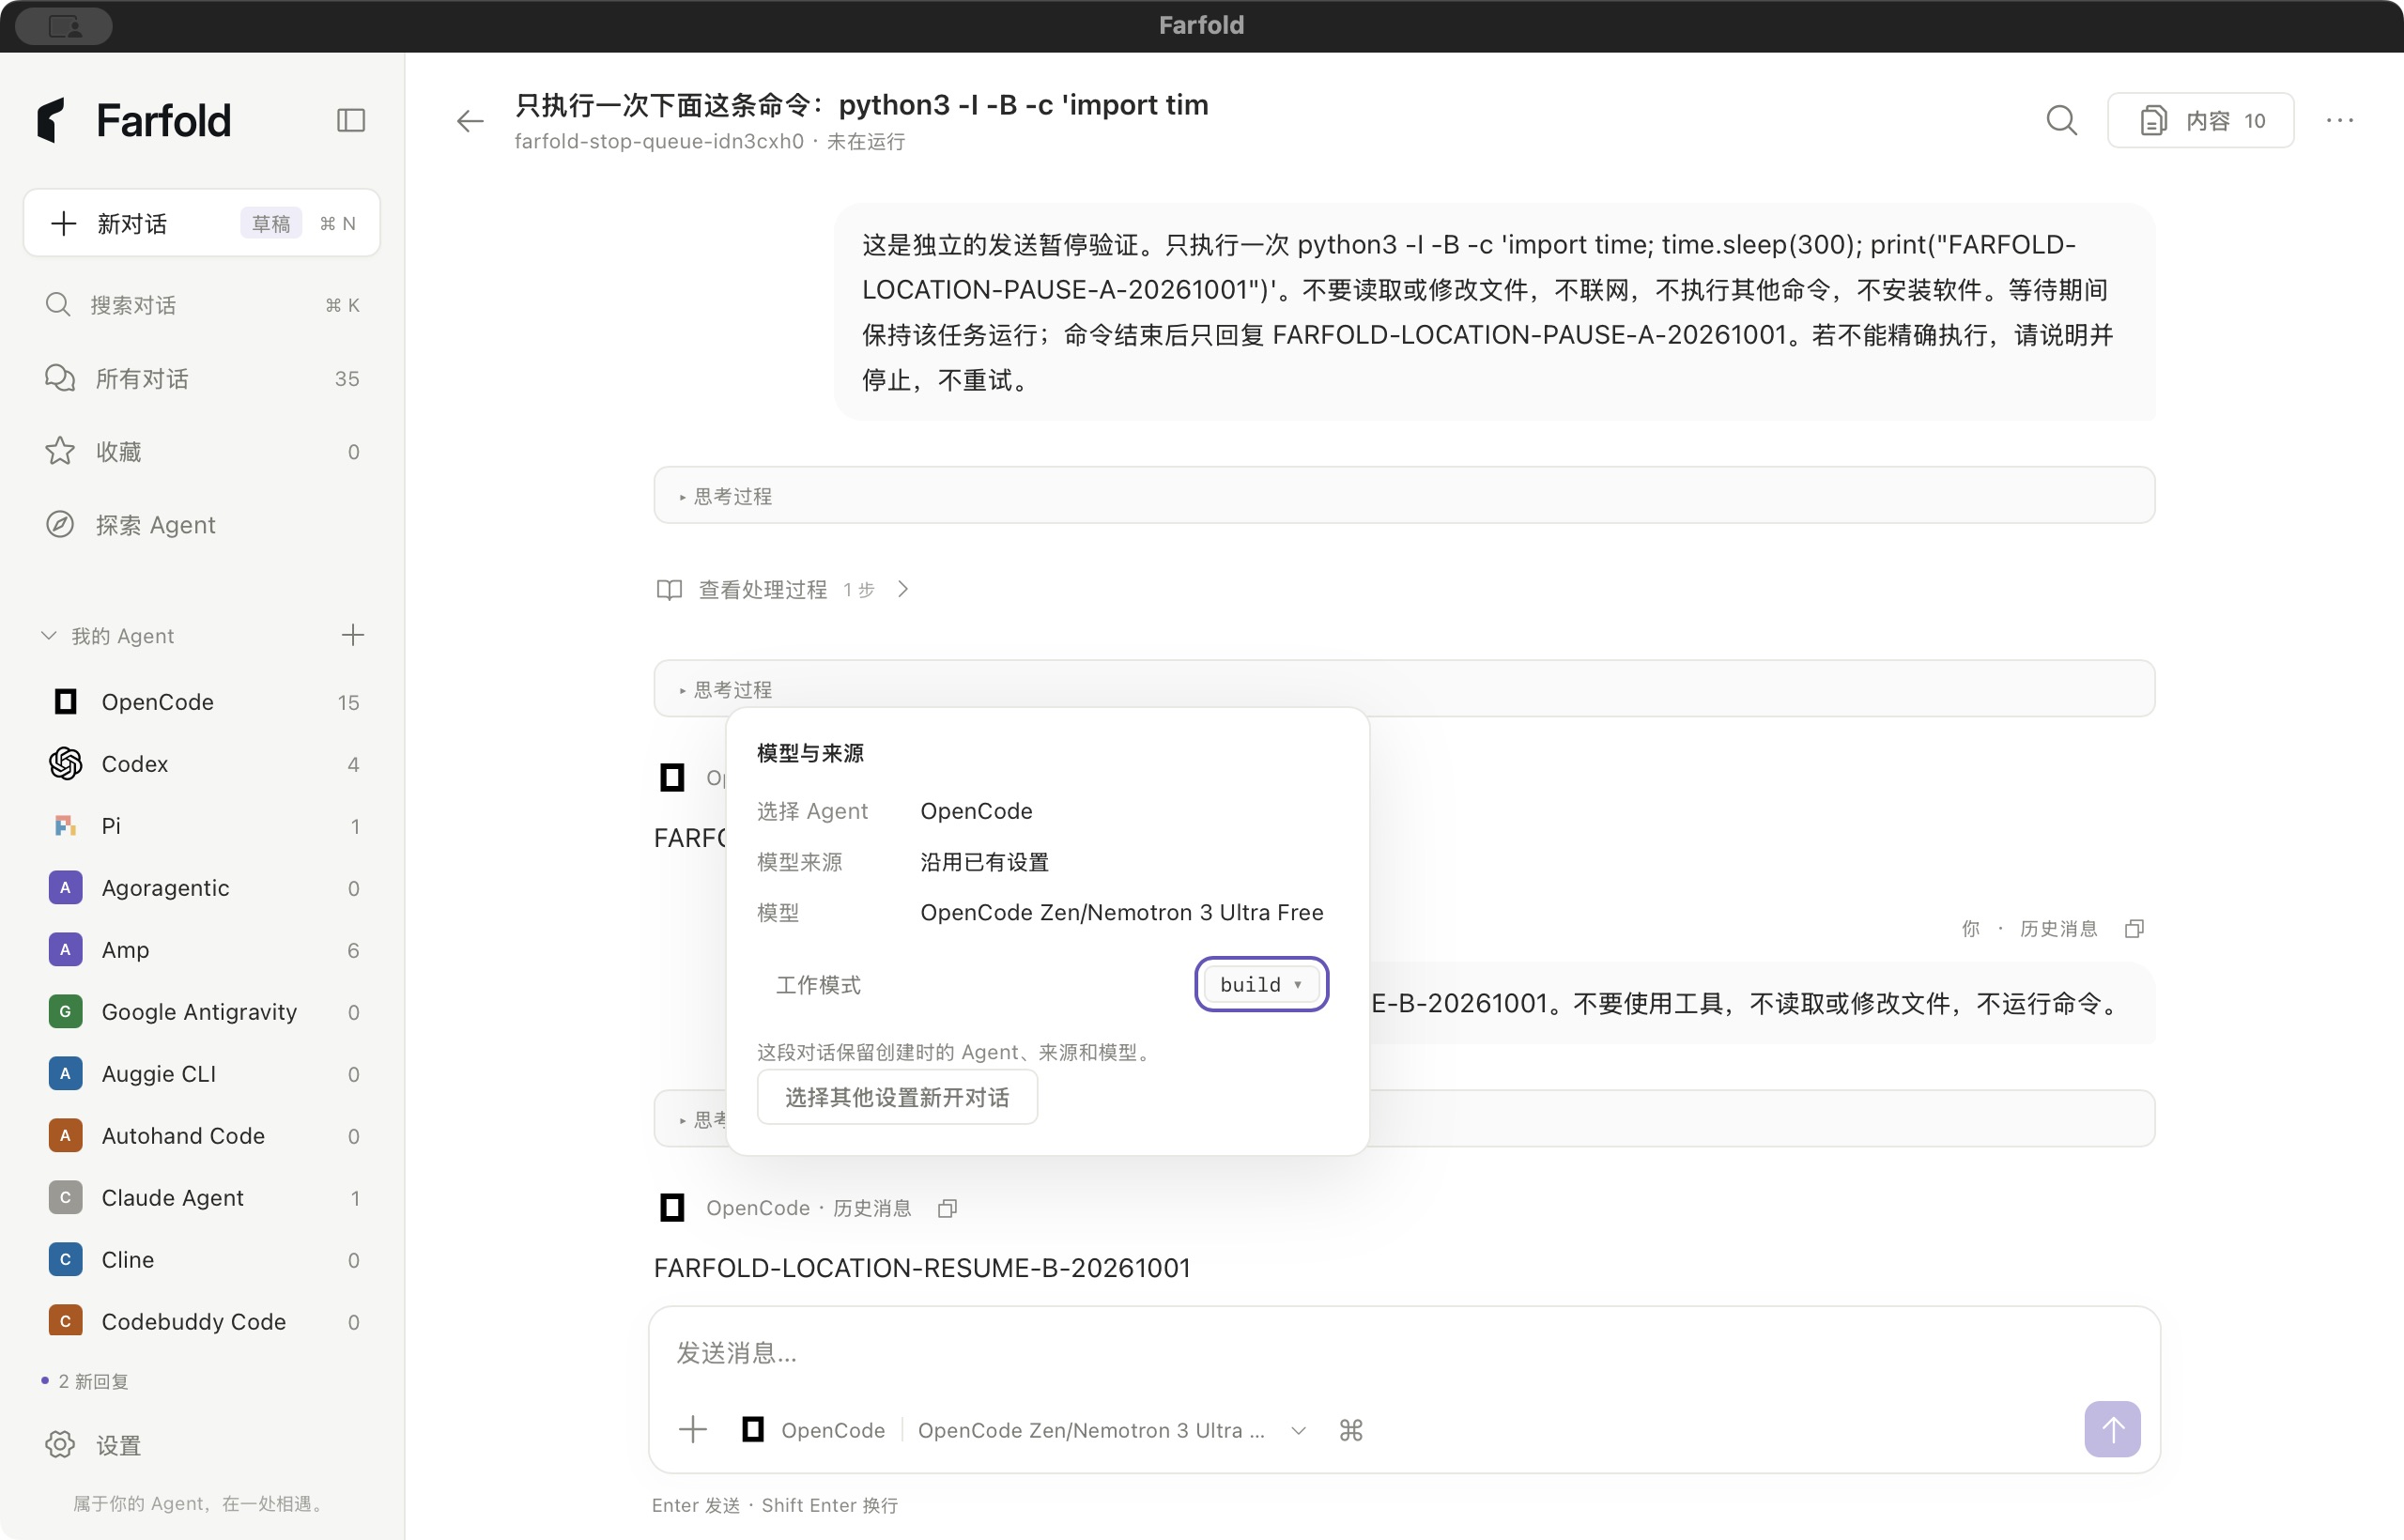 Farfold
Farfold
新对话 草稿 ⌘ N
搜索对话 ⌘ K
所有对话 35
收藏 0
探索 Agent
我的 Agent
OpenCode 15
Codex 4
Pi 1
A Agoragentic 0
A Amp 6
G Google Antigravity 0
A Auggie CLI 0
A Autohand Code 0
C Claude Agent 1
C Cline 0
C Codebuddy Code 0
2 新回复
设置
属于你的 Agent，在一处相遇。
只执行一次下面这条命令：python3 -I -B -c 'import tim
farfold-stop-queue-idn3cxh0 · 未在运行
内容 10
这是独立的发送暂停验证。只执行一次 python3 -I -B -c 'import time; time.sleep(300); print("FARFOLD-
LOCATION-PAUSE-A-20261001")'。不要读取或修改文件，不联网，不执行其他命令，不安装软件。等待期间
保持该任务运行；命令结束后只回复 FARFOLD-LOCATION-PAUSE-A-20261001。若不能精确执行，请说明并
停止，不重试。
思考过程
查看处理过程 1 步
思考过程
模型与来源
选择 Agent OpenCode
模型来源 沿用已有设置
模型 OpenCode Zen/Nemotron 3 Ultra Free
工作模式 build
这段对话保留创建时的 Agent、来源和模型。
选择其他设置新开对话
你 · 历史消息
E-B-20261001。不要使用工具，不读取或修改文件，不运行命令。
OpenCode · 历史消息
FARFOLD-LOCATION-RESUME-B-20261001
发送消息...
OpenCode OpenCode Zen/Nemotron 3 Ultra ... ⌘
Enter 发送 · Shift Enter 换行